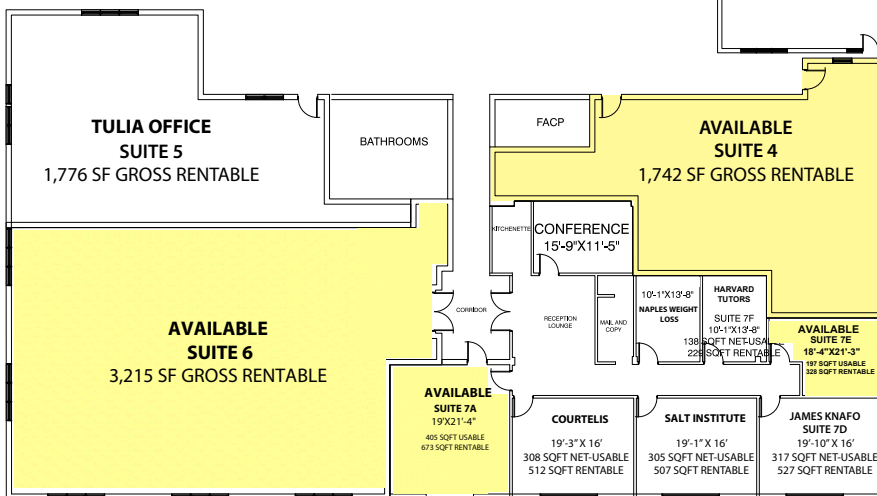 TULIA OFFICE
SUITE 5
1,776 SF GROSS RENTABLE
BATHROOMS
FACP
AVAILABLE
SUITE 4
1,742 SF GROSS RENTABLE
KITCHENETTE
CONFERENCE
15'-9"X11'-5"
AVAILABLE
SUITE 6
3,215 SF GROSS RENTABLE
CORRIDOR
RECEPTION
LOUNGE
MAIL AND
COPY
10'-1"X13'-8"
NAPLES WEIGHT
LOSS
HARVARD
TUTORS
SUITE 7F
10'-1"X13'-8"
138 SQFT NET-USA
229 SQFT RENTABLE
AVAILABLE
SUITE 7E
18'-4"X21'-3"
197 SQFT USABLE
328 SQFT RENTABLE
AVAILABLE
SUITE 7A
19'X21'-4"
405 SQFT USABLE
673 SQFT RENTABLE
COURTELIS
19'-3" X 16'
308 SQFT NET-USABLE
512 SQFT RENTABLE
SALT INSTITUTE
19'-1" X 16'
305 SQFT NET-USABLE
507 SQFT RENTABLE
JAMES KNAFO
SUITE 7D
19'-10" X 16'
317 SQFT NET-USABLE
527 SQFT RENTABLE